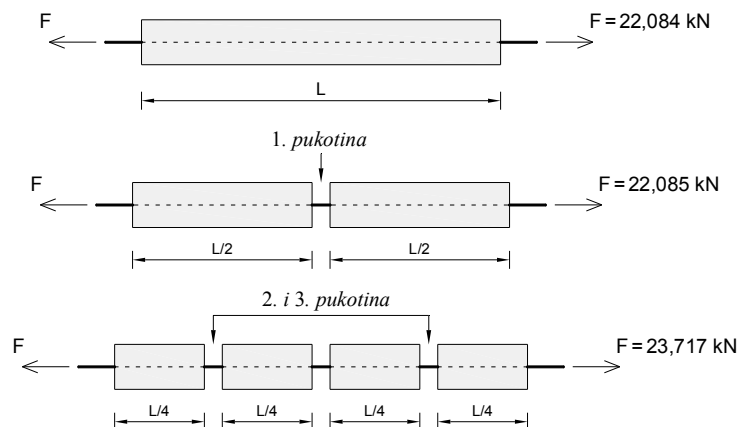 F F = 22,084 kN
L
1. pukotina
F F = 22,085 kN
L/2 L/2
2. i 3. pukotina
F F = 23,717 kN
L/4 L/4 L/4 L/4